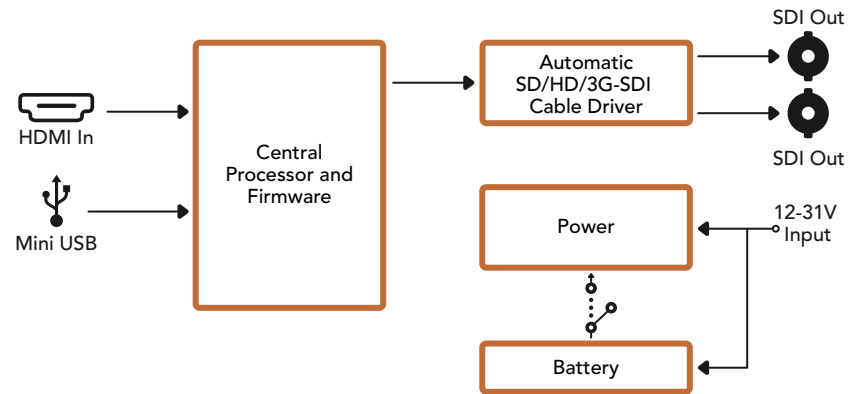 SDI Out
Automatic
SD/HD/3G-SDI
Cable Driver
HDMI In
Central
Processor and
Firmware
SDI Out
Mini USB
Power
12-31V
Input
Battery